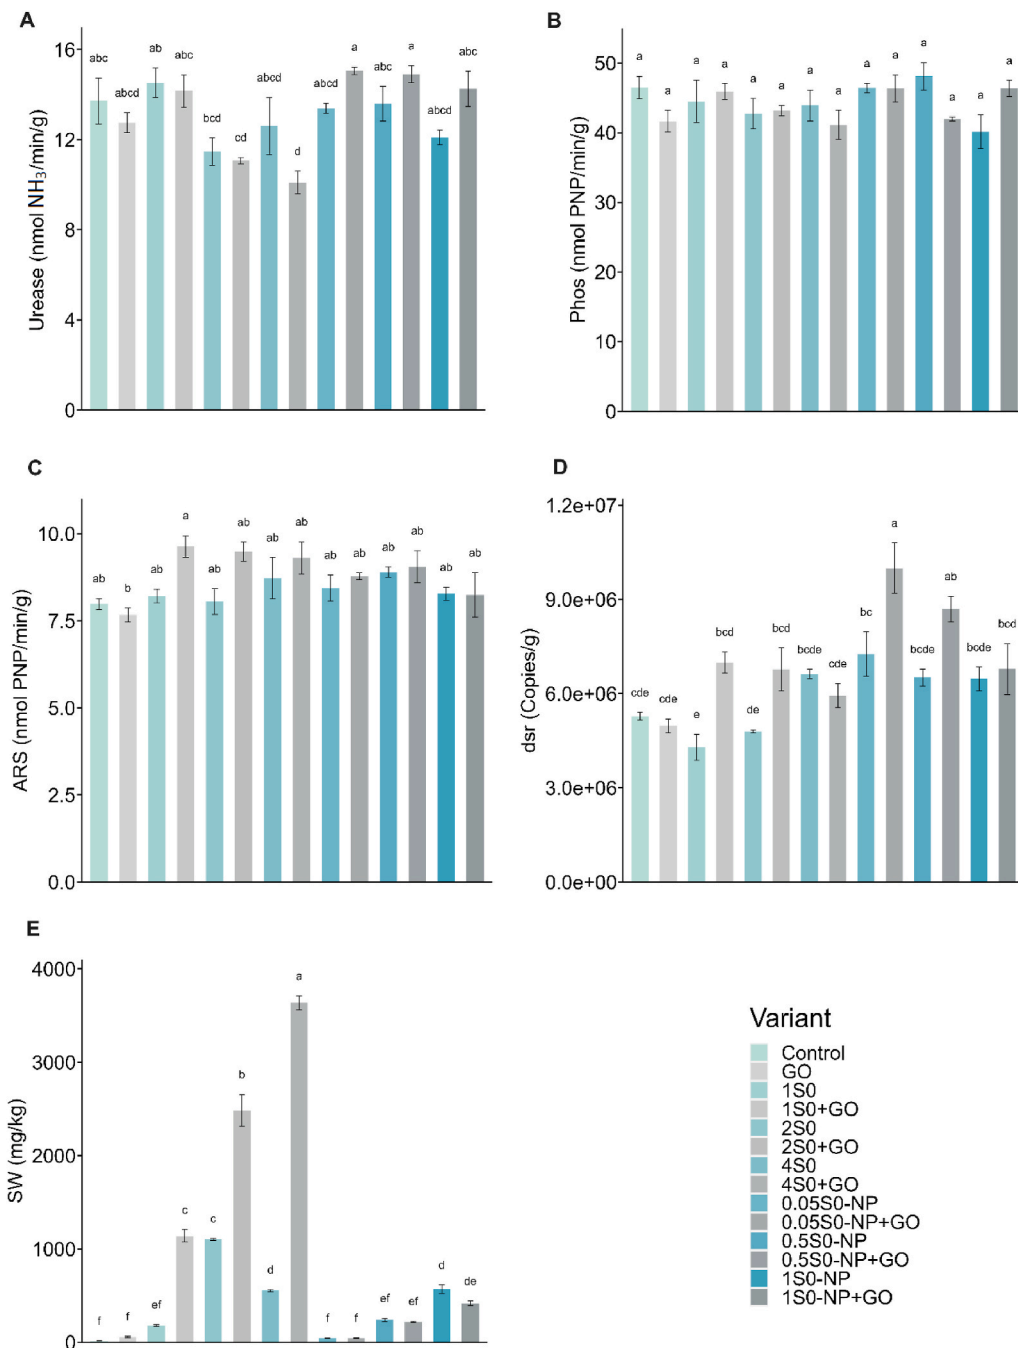 A
Urease (nmol NH3/min/g)
16
12
8
4
0
abc
abcd
ab
abc
bcd
cd
abcd
d
abcd
a
abc
a
abcd
abc
B
Phos (nmol PNP/min/g)
50
40
30
20
10
0
a
a
a
a
a
a
a
a
a
a
a
a
a
a
C
ARS (nmol PNP/min/g)
10.0
7.5
5.0
2.5
0.0
ab
b
ab
a
ab
ab
ab
ab
ab
ab
ab
ab
ab
ab
D
dsr (Copies/g)
1.2e+07
9.0e+06
6.0e+06
3.0e+06
0.0e+00
cde
cde
e
bcd
de
bcd
bcde
cde
bc
a
bcde
ab
bcde
bcd
E
SW (mg/kg)
4000
3000
2000
1000
0
f
f
ef
c
c
b
d
a
f
f
ef
ef
d
de
Variant
Control
GO
1S0
1S0+GO
2S0
2S0+GO
4S0
4S0+GO
0.05S0-NP
0.05S0-NP+GO
0.5S0-NP
0.5S0-NP+GO
1S0-NP
1S0-NP+GO